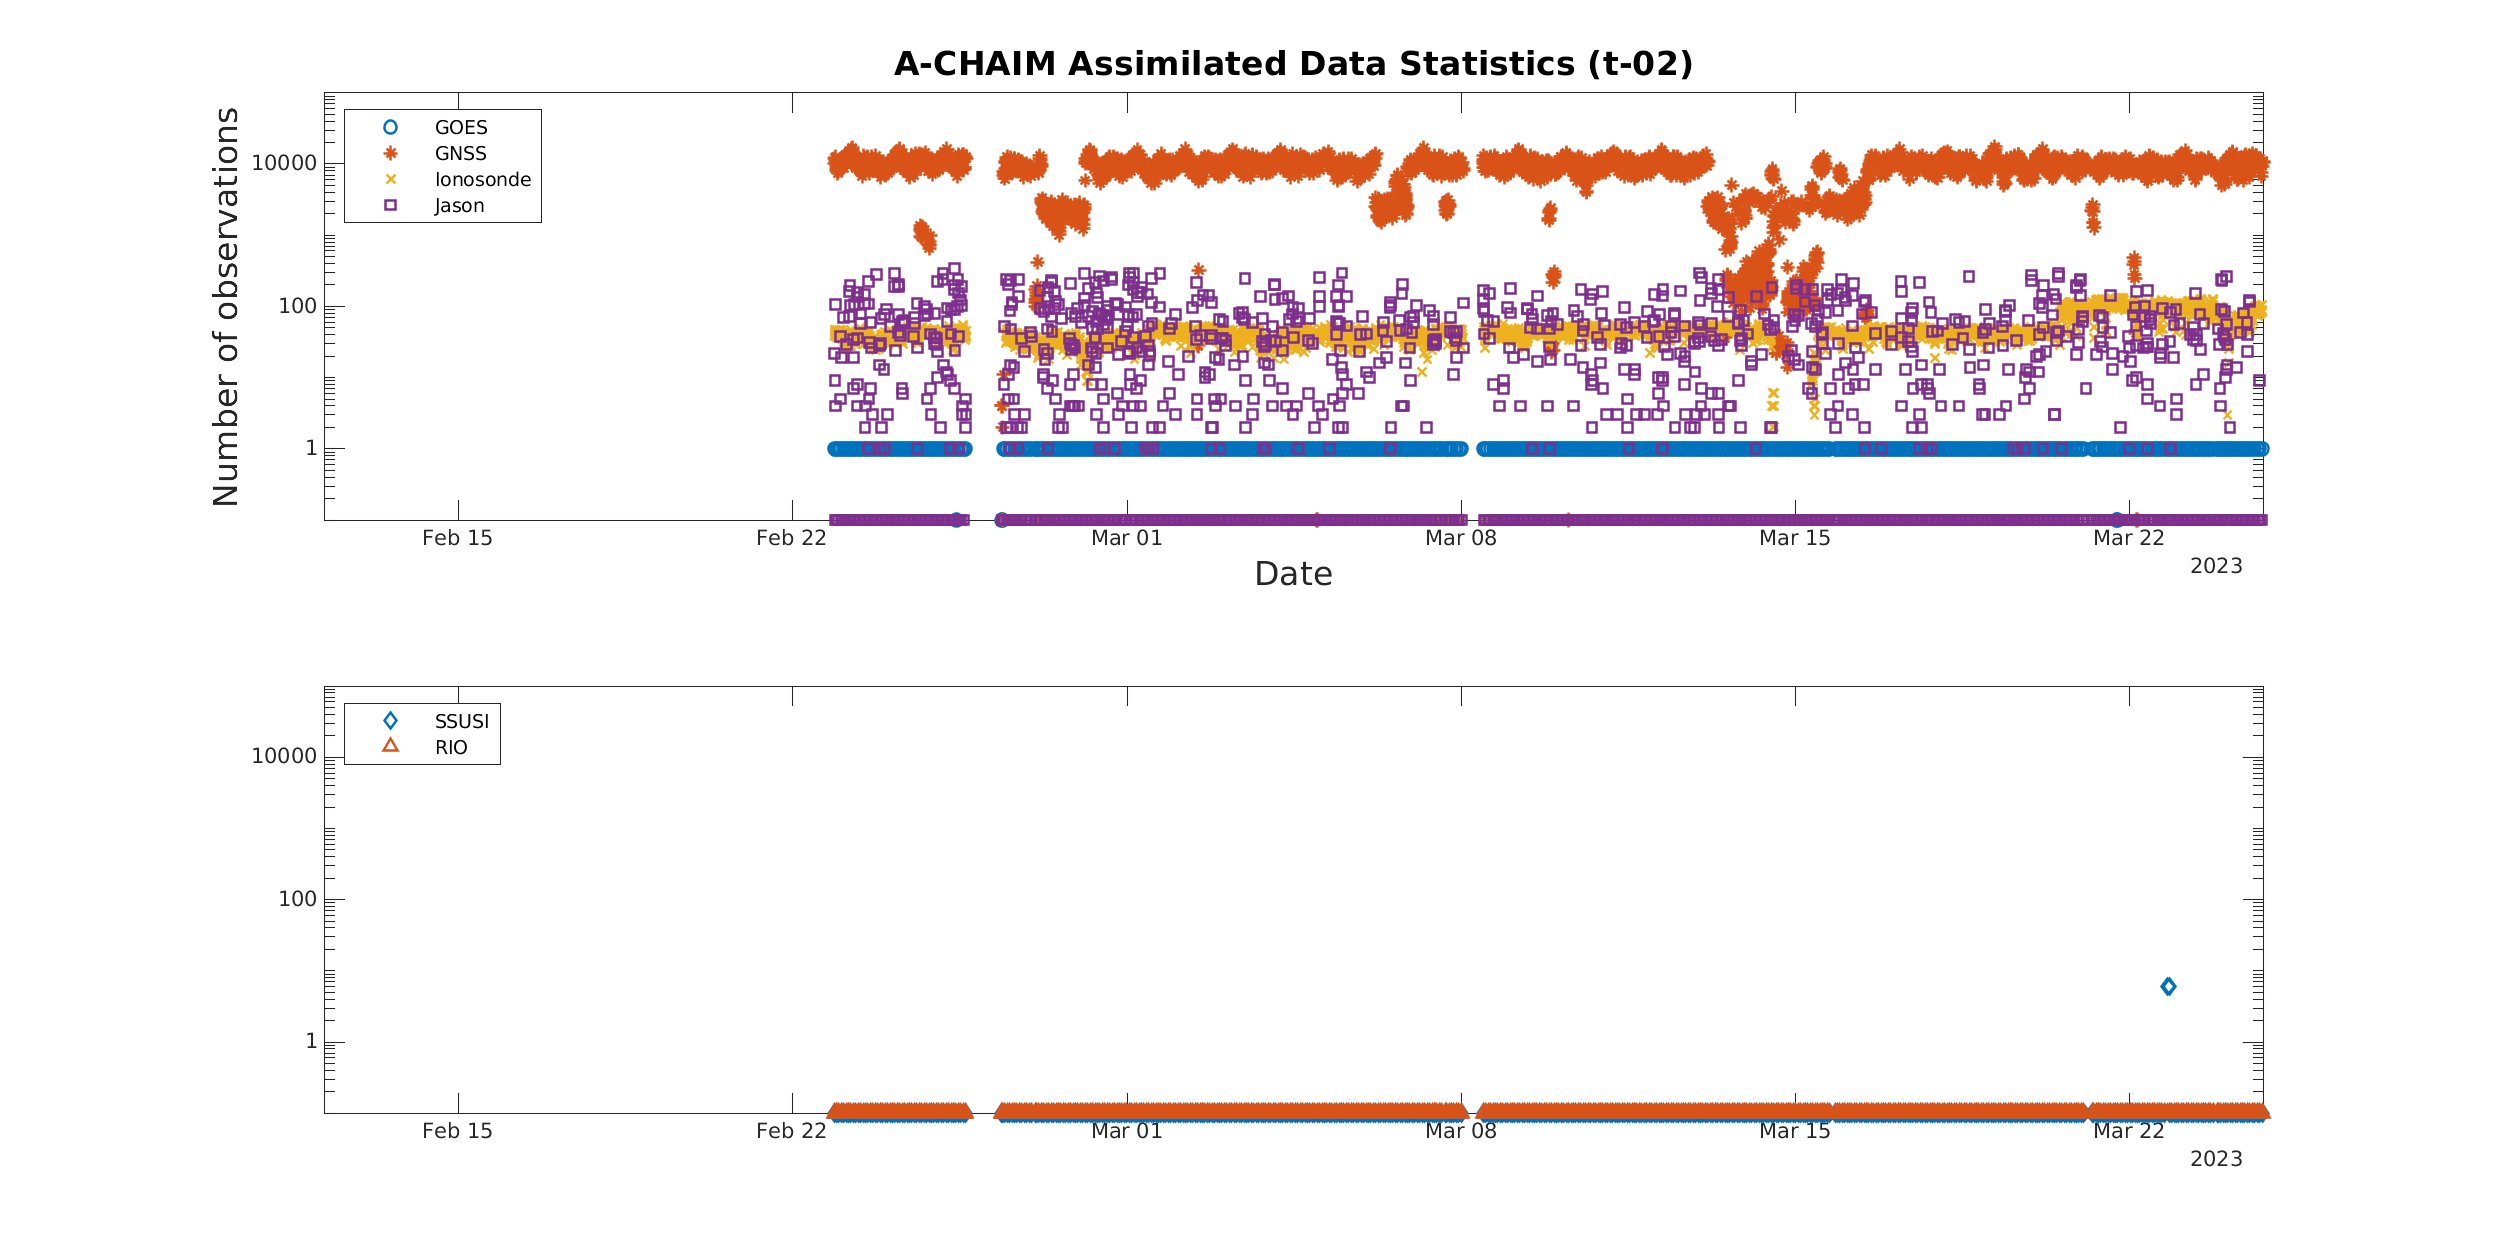 A-CHAIM Assimilated Data Statistics (t-02)
Number of observations
GOES
GNSS
Ionosonde
Jason
10000
100
1
Feb 15 Feb 22 Mar 01 Mar 08 Mar 15 Mar 22
2023
Date
SSUSI
RIO
10000
100
1
Feb 15 Feb 22 Mar 01 Mar 08 Mar 15 Mar 22
2023